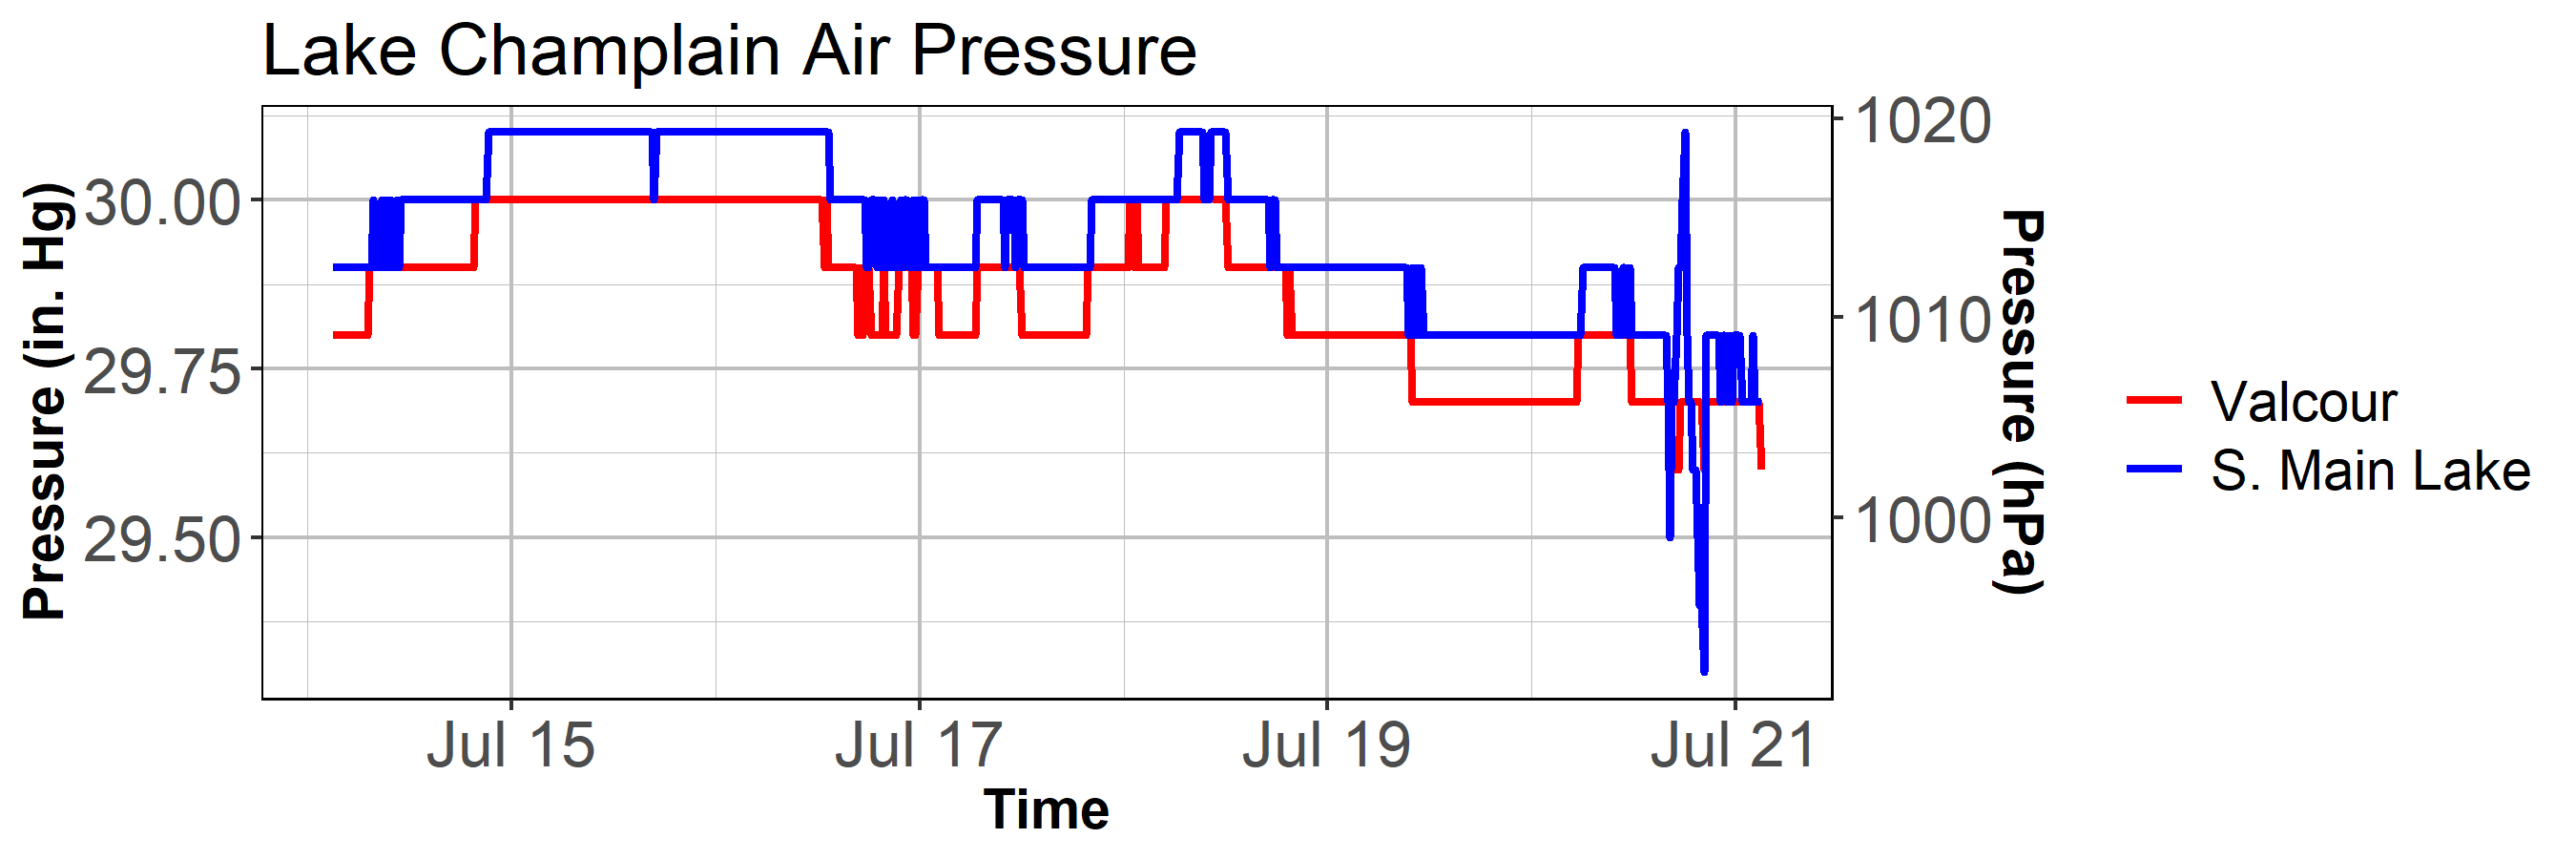 Lake Champlain Air Pressure
Pressure (in. Hg)
30.00
29.75
29.50
1020
1010
1000
Pressure (hPa)
Valcour
S. Main Lake
Jul 15
Jul 17
Jul 19
Jul 21
Time